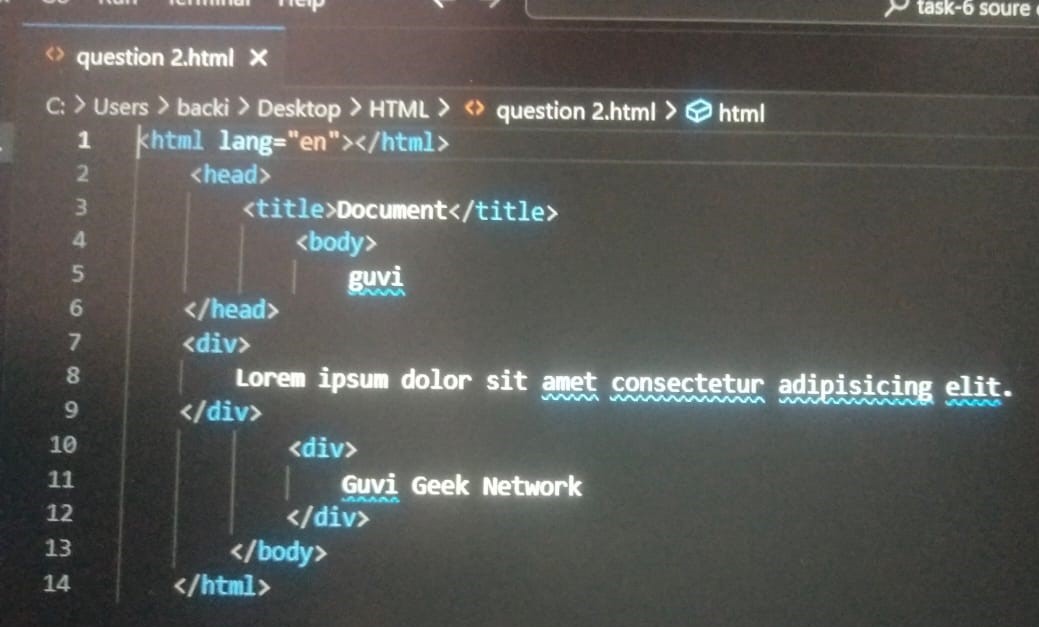 Terminal Help
task-6 soure
question 2.html
C: > Users > backi > Desktop > HTML > <> question 2.html > html
1 <html lang="en"></html>
2 <head>
3 <title>Document</title>
4 <body>
5 guvi
6 </head>
7 <div>
8 Lorem ipsum dolor sit amet consectetur adipisicing elit.
9 </div>
10 <div>
11 Guvi Geek Network
12 </div>
13 </body>
14 </html>